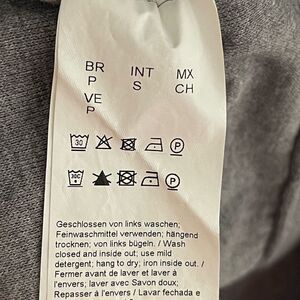 BR INT MX
P S CH
VE
P
30 P
30C P
Geschlossen von links waschen;
Feinwaschmittel verwenden; hängend
trocknen; von links bügeln. / Wash
closed and inside out; use mild
detergent; hang to dry; iron inside out. /
Fermer avant de laver et laver à
l'envers; laver avec Savon doux;
Repasser à l'envers / Lavar fechada e